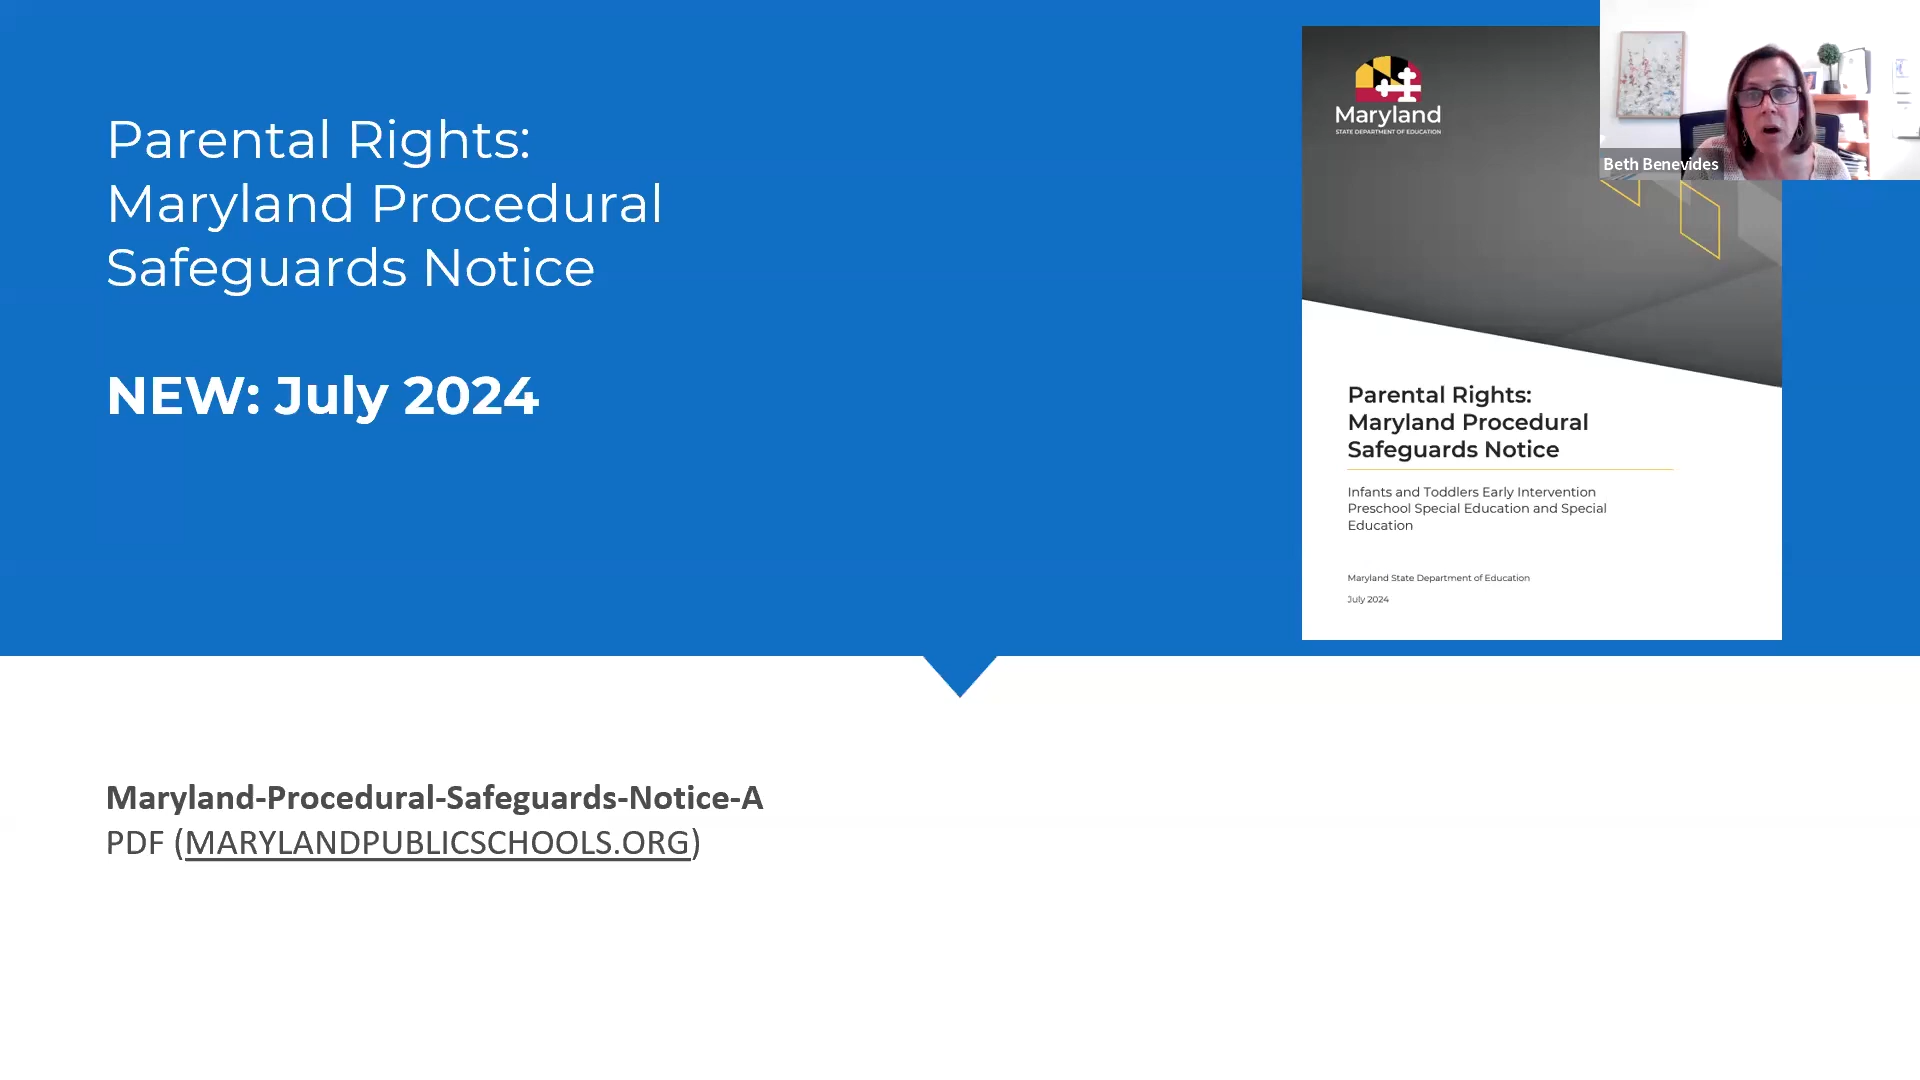 Parental Rights:
Maryland Procedural
Safeguards Notice
NEW: July 2024
Maryland
STATE DEPARTMENT OF EDUCATION
Beth Benevides
Parental Rights:
Maryland Procedural
Safeguards Notice
Infants and Toddlers Early Intervention
Preschool Special Education and Special
Education
Maryland State Department of Education
July 2024
Maryland-Procedural-Safeguards-Notice-A
PDF (MARYLANDPUBLICSCHOOLS.ORG)